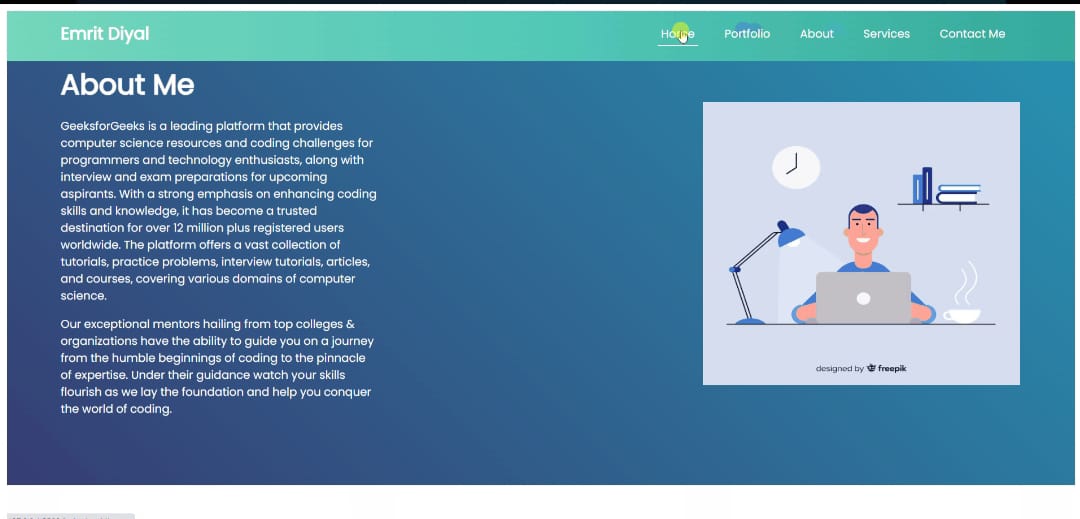 Emrit Diyal
Home Portfolio About Services Contact Me
About Me
GeeksforGeeks is a leading platform that provides
computer science resources and coding challenges for
programmers and technology enthusiasts, along with
interview and exam preparations for upcoming
aspirants. With a strong emphasis on enhancing coding
skills and knowledge, it has become a trusted
destination for over 12 million plus registered users
worldwide. The platform offers a vast collection of
tutorials, practice problems, interview tutorials, articles,
and courses, covering various domains of computer
science.
Our exceptional mentors hailing from top colleges &
organizations have the ability to guide you on a journey
from the humble beginnings of coding to the pinnacle
of expertise. Under their guidance watch your skills
flourish as we lay the foundation and help you conquer
the world of coding.
designed by freepik